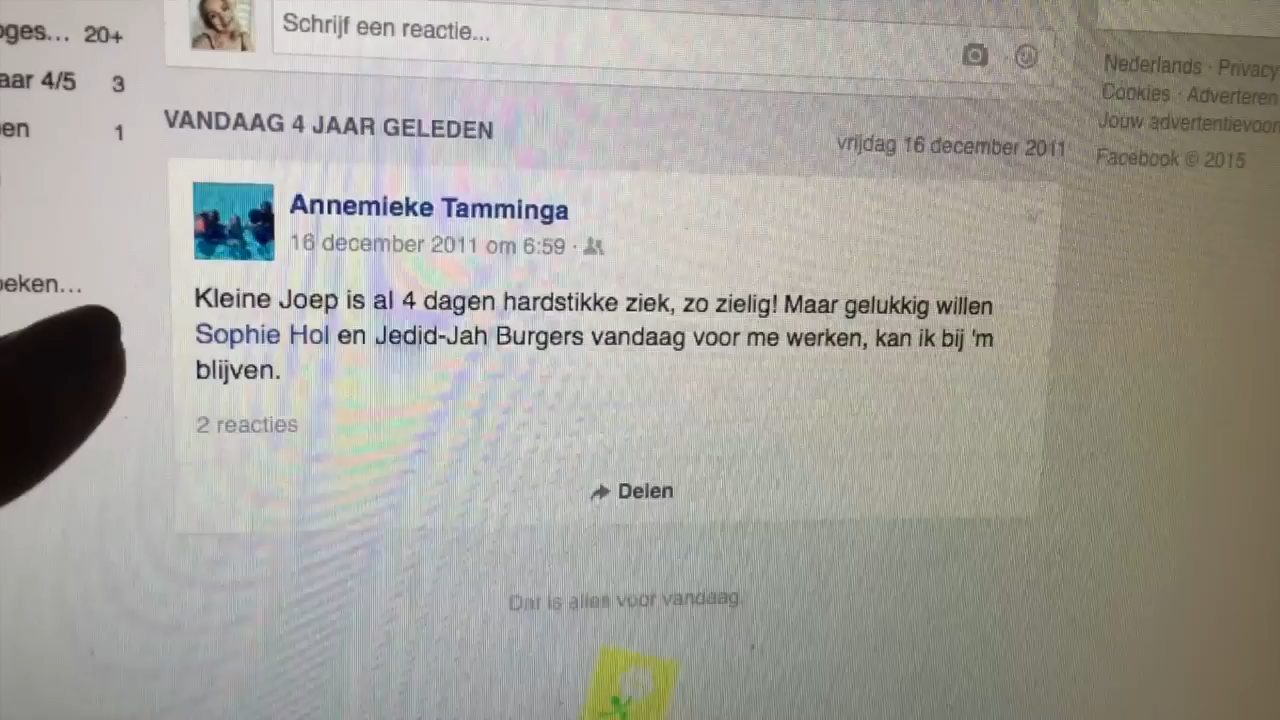 Schrijf een reactie...
oges... 20+
aar 4/5 3
en 1
eken...
Nederlands · Privacy
Cookies · Adverteren
Jouw advertentievoor
Facebook © 2015
VANDAAG 4 JAAR GELEDEN
vrijdag 16 december 2011
Annemieke Tamminga
16 december 2011 om 6:59 ·
Kleine Joep is al 4 dagen hardstikke ziek, zo zielig! Maar gelukkig willen
Sophie Hol en Jedid-Jah Burgers vandaag voor me werken, kan ik bij 'm
blijven.
2 reacties
Delen
Dat is alles voor vandaag